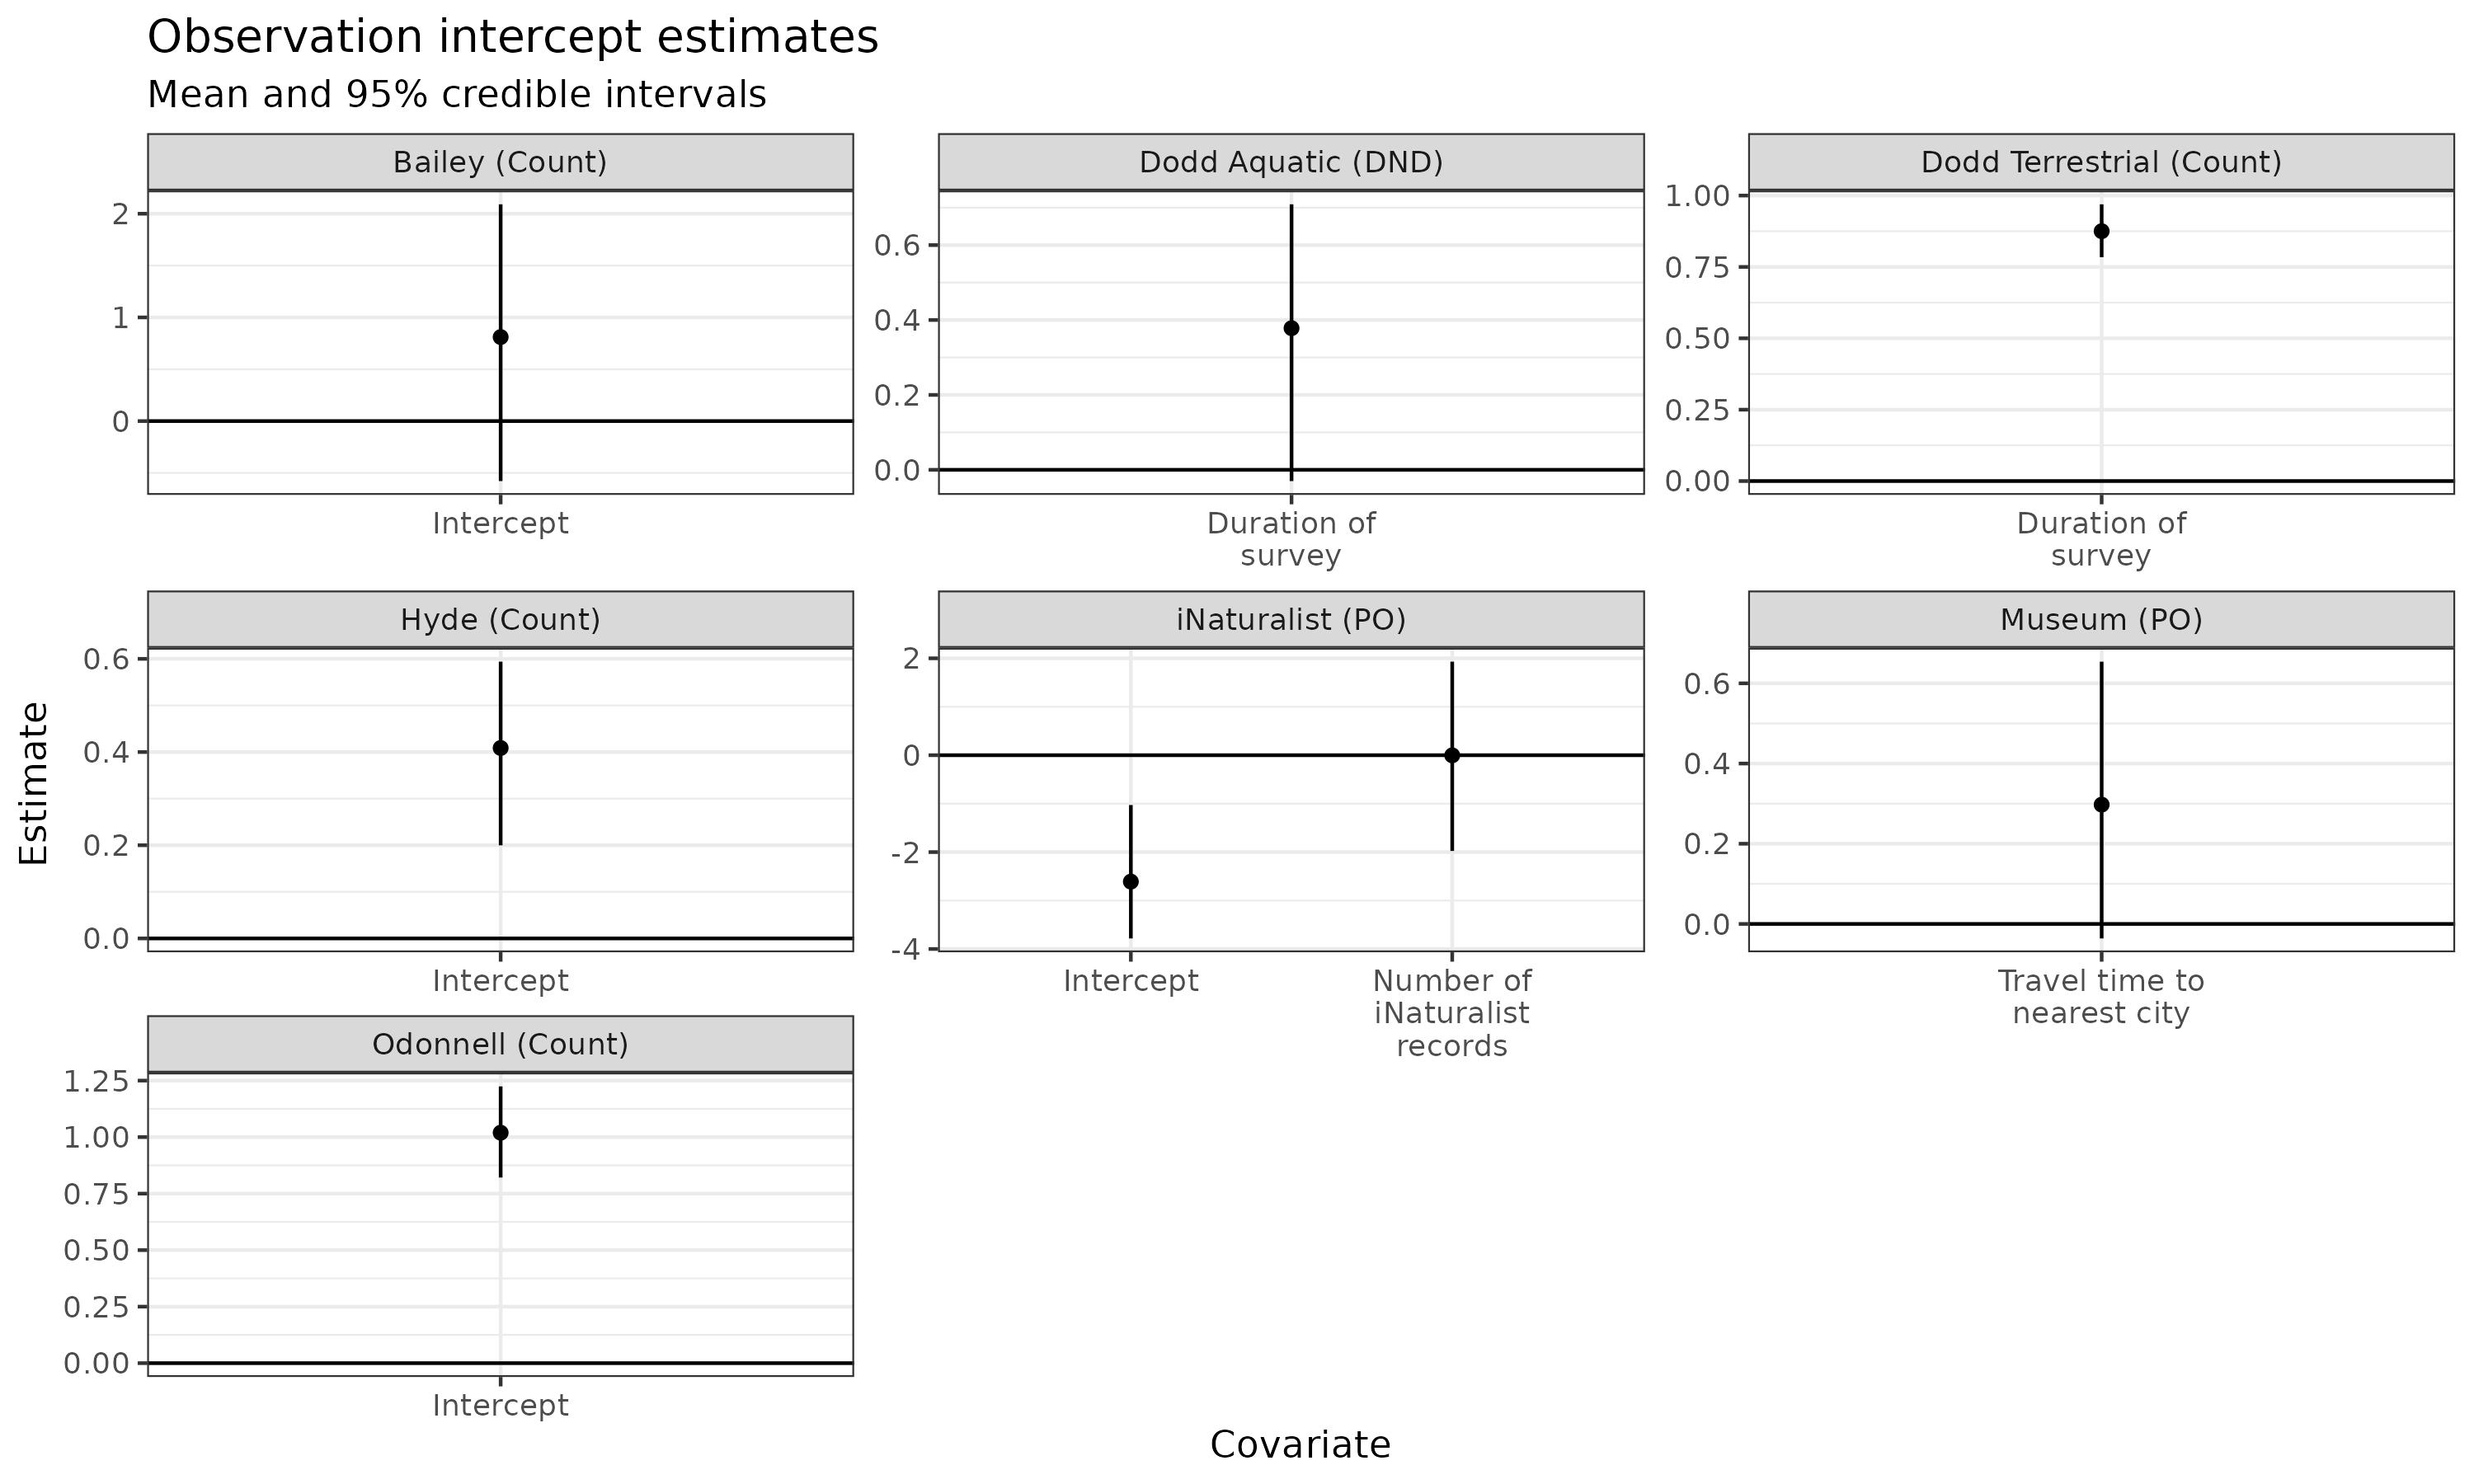 Observation intercept estimates
Mean and 95% credible intervals
Bailey (Count)
2
1
0
Intercept
Dodd Aquatic (DND)
0.6
0.4
0.2
0.0
Duration of
survey
Dodd Terrestrial (Count)
1.00
0.75
0.50
0.25
0.00
Duration of
survey
Estimate
Hyde (Count)
0.6
0.4
0.2
0.0
Intercept
iNaturalist (PO)
2
0
-2
-4
Intercept
Number of
iNaturalist
records
Museum (PO)
0.6
0.4
0.2
0.0
Travel time to
nearest city
Odonnell (Count)
1.25
1.00
0.75
0.50
0.25
0.00
Intercept
Covariate